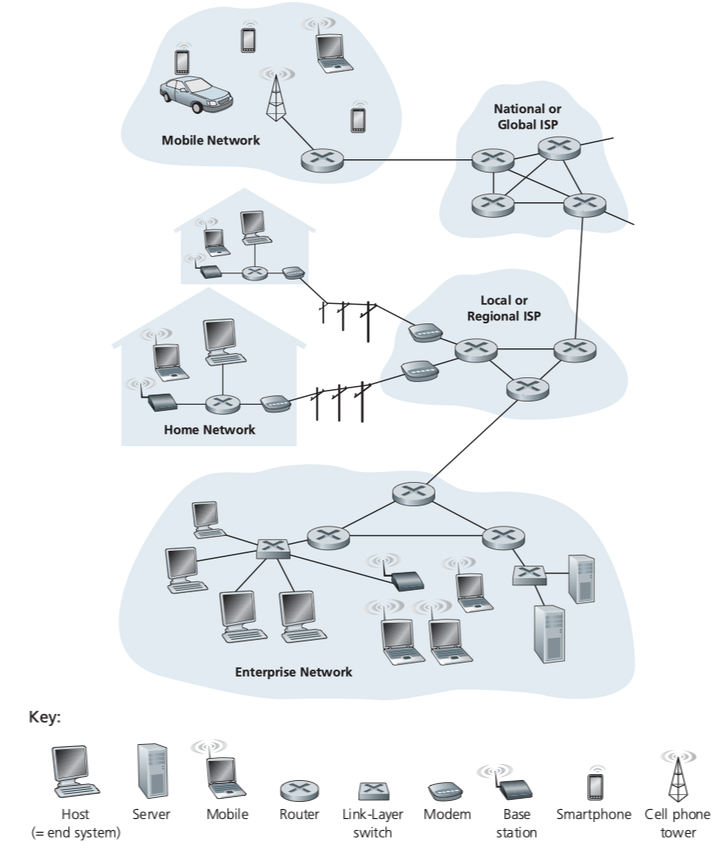 National or
Global ISP
Mobile Network
Local or
Regional ISP
Home Network
Enterprise Network
Key:
Host
(= end system)
Server
Mobile
Router
Link-Layer
switch
Modem
Base
station
Smartphone
Cell phone
tower